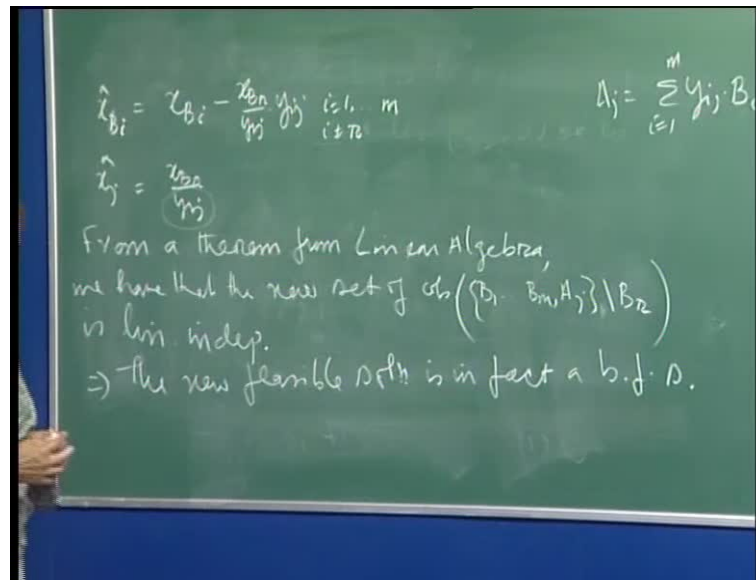 x̂_Bi = x_Bi − (x_Br / y_rj) y_ij i=1, … m
i ≠ r
A_j = Σ_{i=1}^{m} y_ij · B
x̂_j = x_Br / y_rj
From a theorem from Linear Algebra,
we have that the new set of cols ({B_1 .. B_m, A_j} \ B_r)
is lin. indep.
⇒ The new feasible soln is in fact a b.f.s.